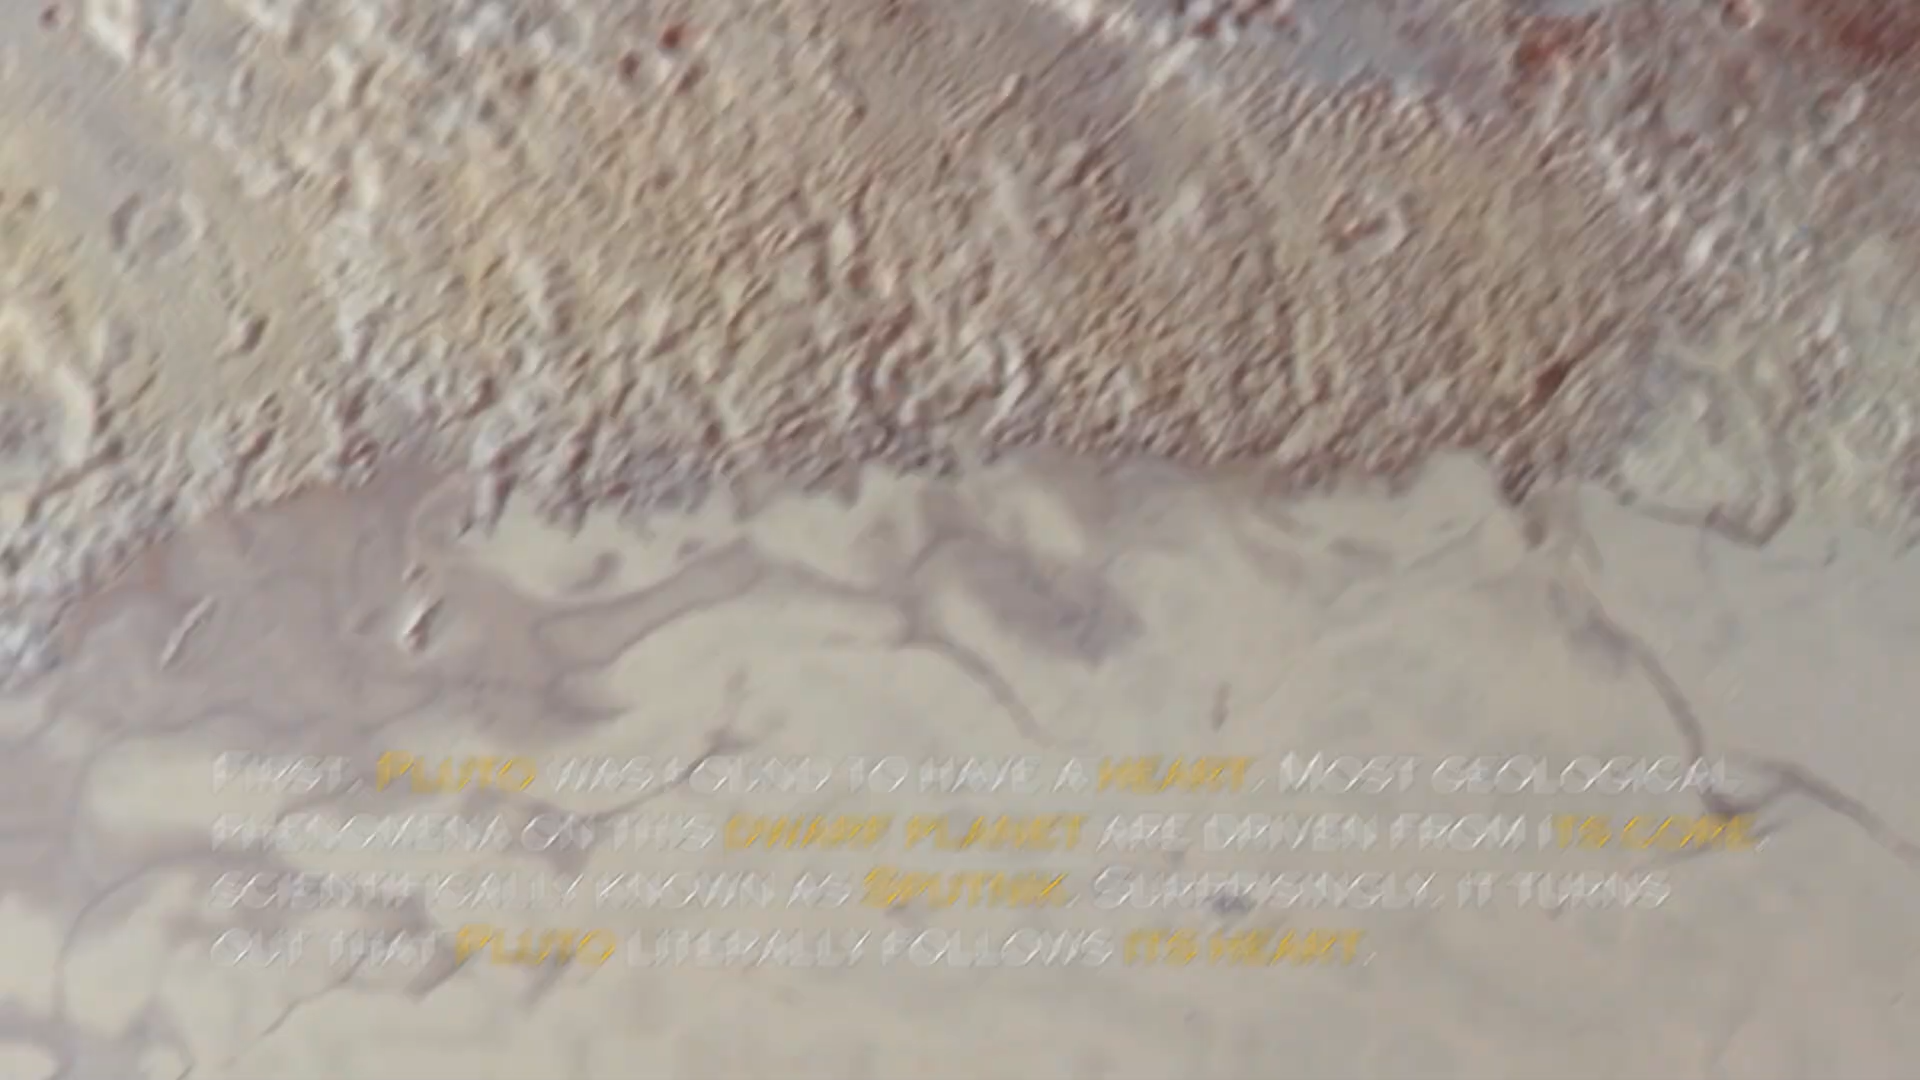 First, Pluto was found to have a heart. Most geological
phenomena on this dwarf planet are driven from its core,
scientifically known as Sputnik. Surprisingly, it turns
out that Pluto literally follows its heart.